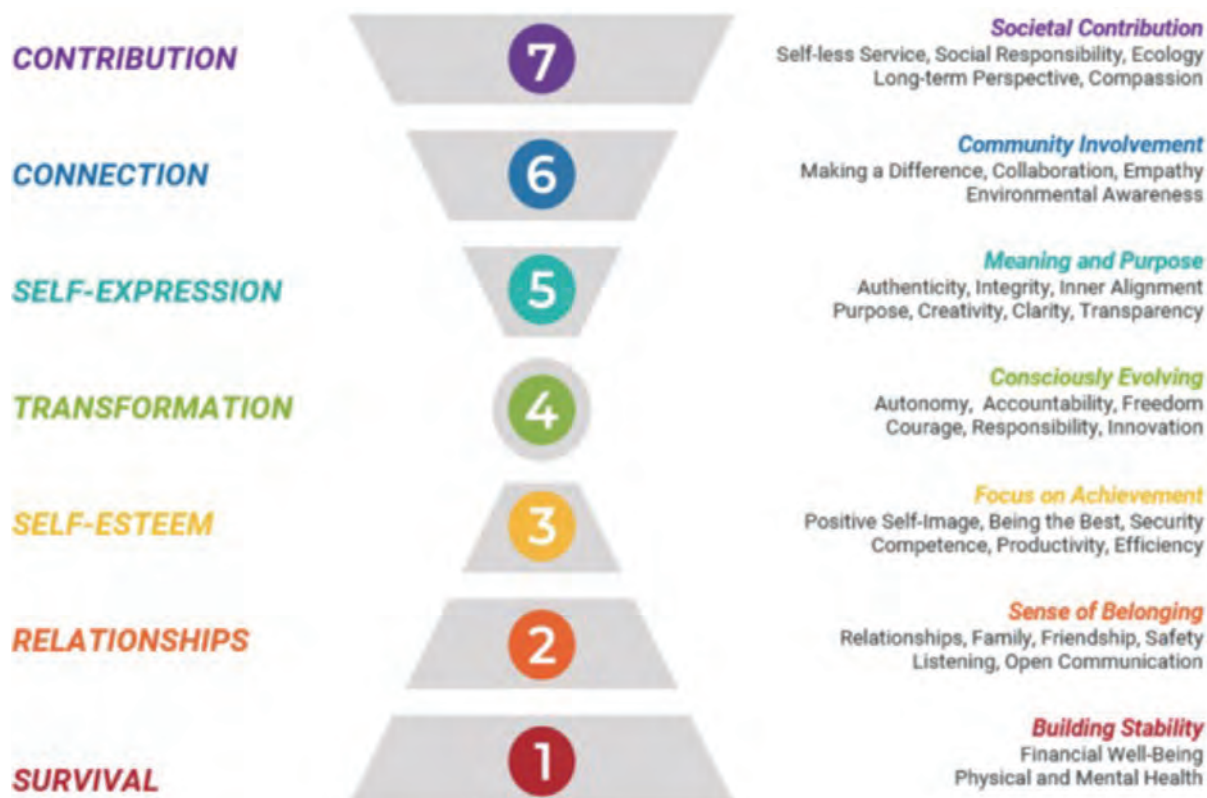 CONTRIBUTION
7
Societal Contribution
Self-less Service, Social Responsibility, Ecology
Long-term Perspective, Compassion
CONNECTION
6
Community Involvement
Making a Difference, Collaboration, Empathy
Environmental Awareness
SELF-EXPRESSION
5
Meaning and Purpose
Authenticity, Integrity, Inner Alignment
Purpose, Creativity, Clarity, Transparency
TRANSFORMATION
4
Consciously Evolving
Autonomy, Accountability, Freedom
Courage, Responsibility, Innovation
SELF-ESTEEM
3
Focus on Achievement
Positive Self-Image, Being the Best, Security
Competence, Productivity, Efficiency
RELATIONSHIPS
2
Sense of Belonging
Relationships, Family, Friendship, Safety
Listening, Open Communication
SURVIVAL
1
Building Stability
Financial Well-Being
Physical and Mental Health